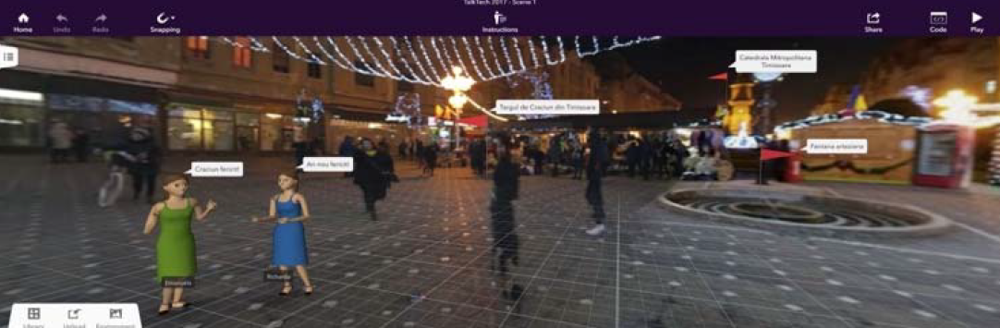 TalkTech 2017 - Scene 1
Home
Undo
Redo
Snapping
Instructions
Share
Code
Play
Catedrala Mitropolitana
Timisoara
Targul de Craciun din Timisoara
Fantana arteziana
Craciun fericit!
An nou fericit!
Library
Upload
Environment